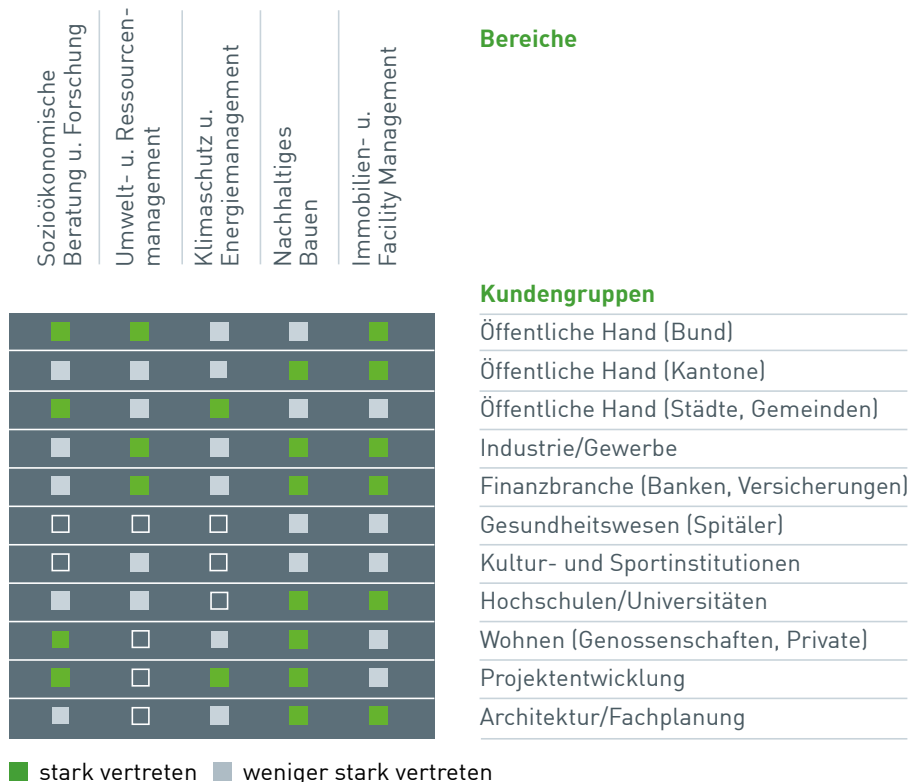 Sozioökonomische
Beratung u. Forschung
Umwelt- u. Ressourcen-
management
Klimaschutz u.
Energiemanagement
Nachhaltiges
Bauen
Immobilien- u.
Facility Management
Bereiche
Kundengruppen
Öffentliche Hand (Bund)
Öffentliche Hand (Kantone)
Öffentliche Hand (Städte, Gemeinden)
Industrie/Gewerbe
Finanzbranche (Banken, Versicherungen)
Gesundheitswesen (Spitäler)
Kultur- und Sportinstitutionen
Hochschulen/Universitäten
Wohnen (Genossenschaften, Private)
Projektentwicklung
Architektur/Fachplanung
stark vertreten weniger stark vertreten